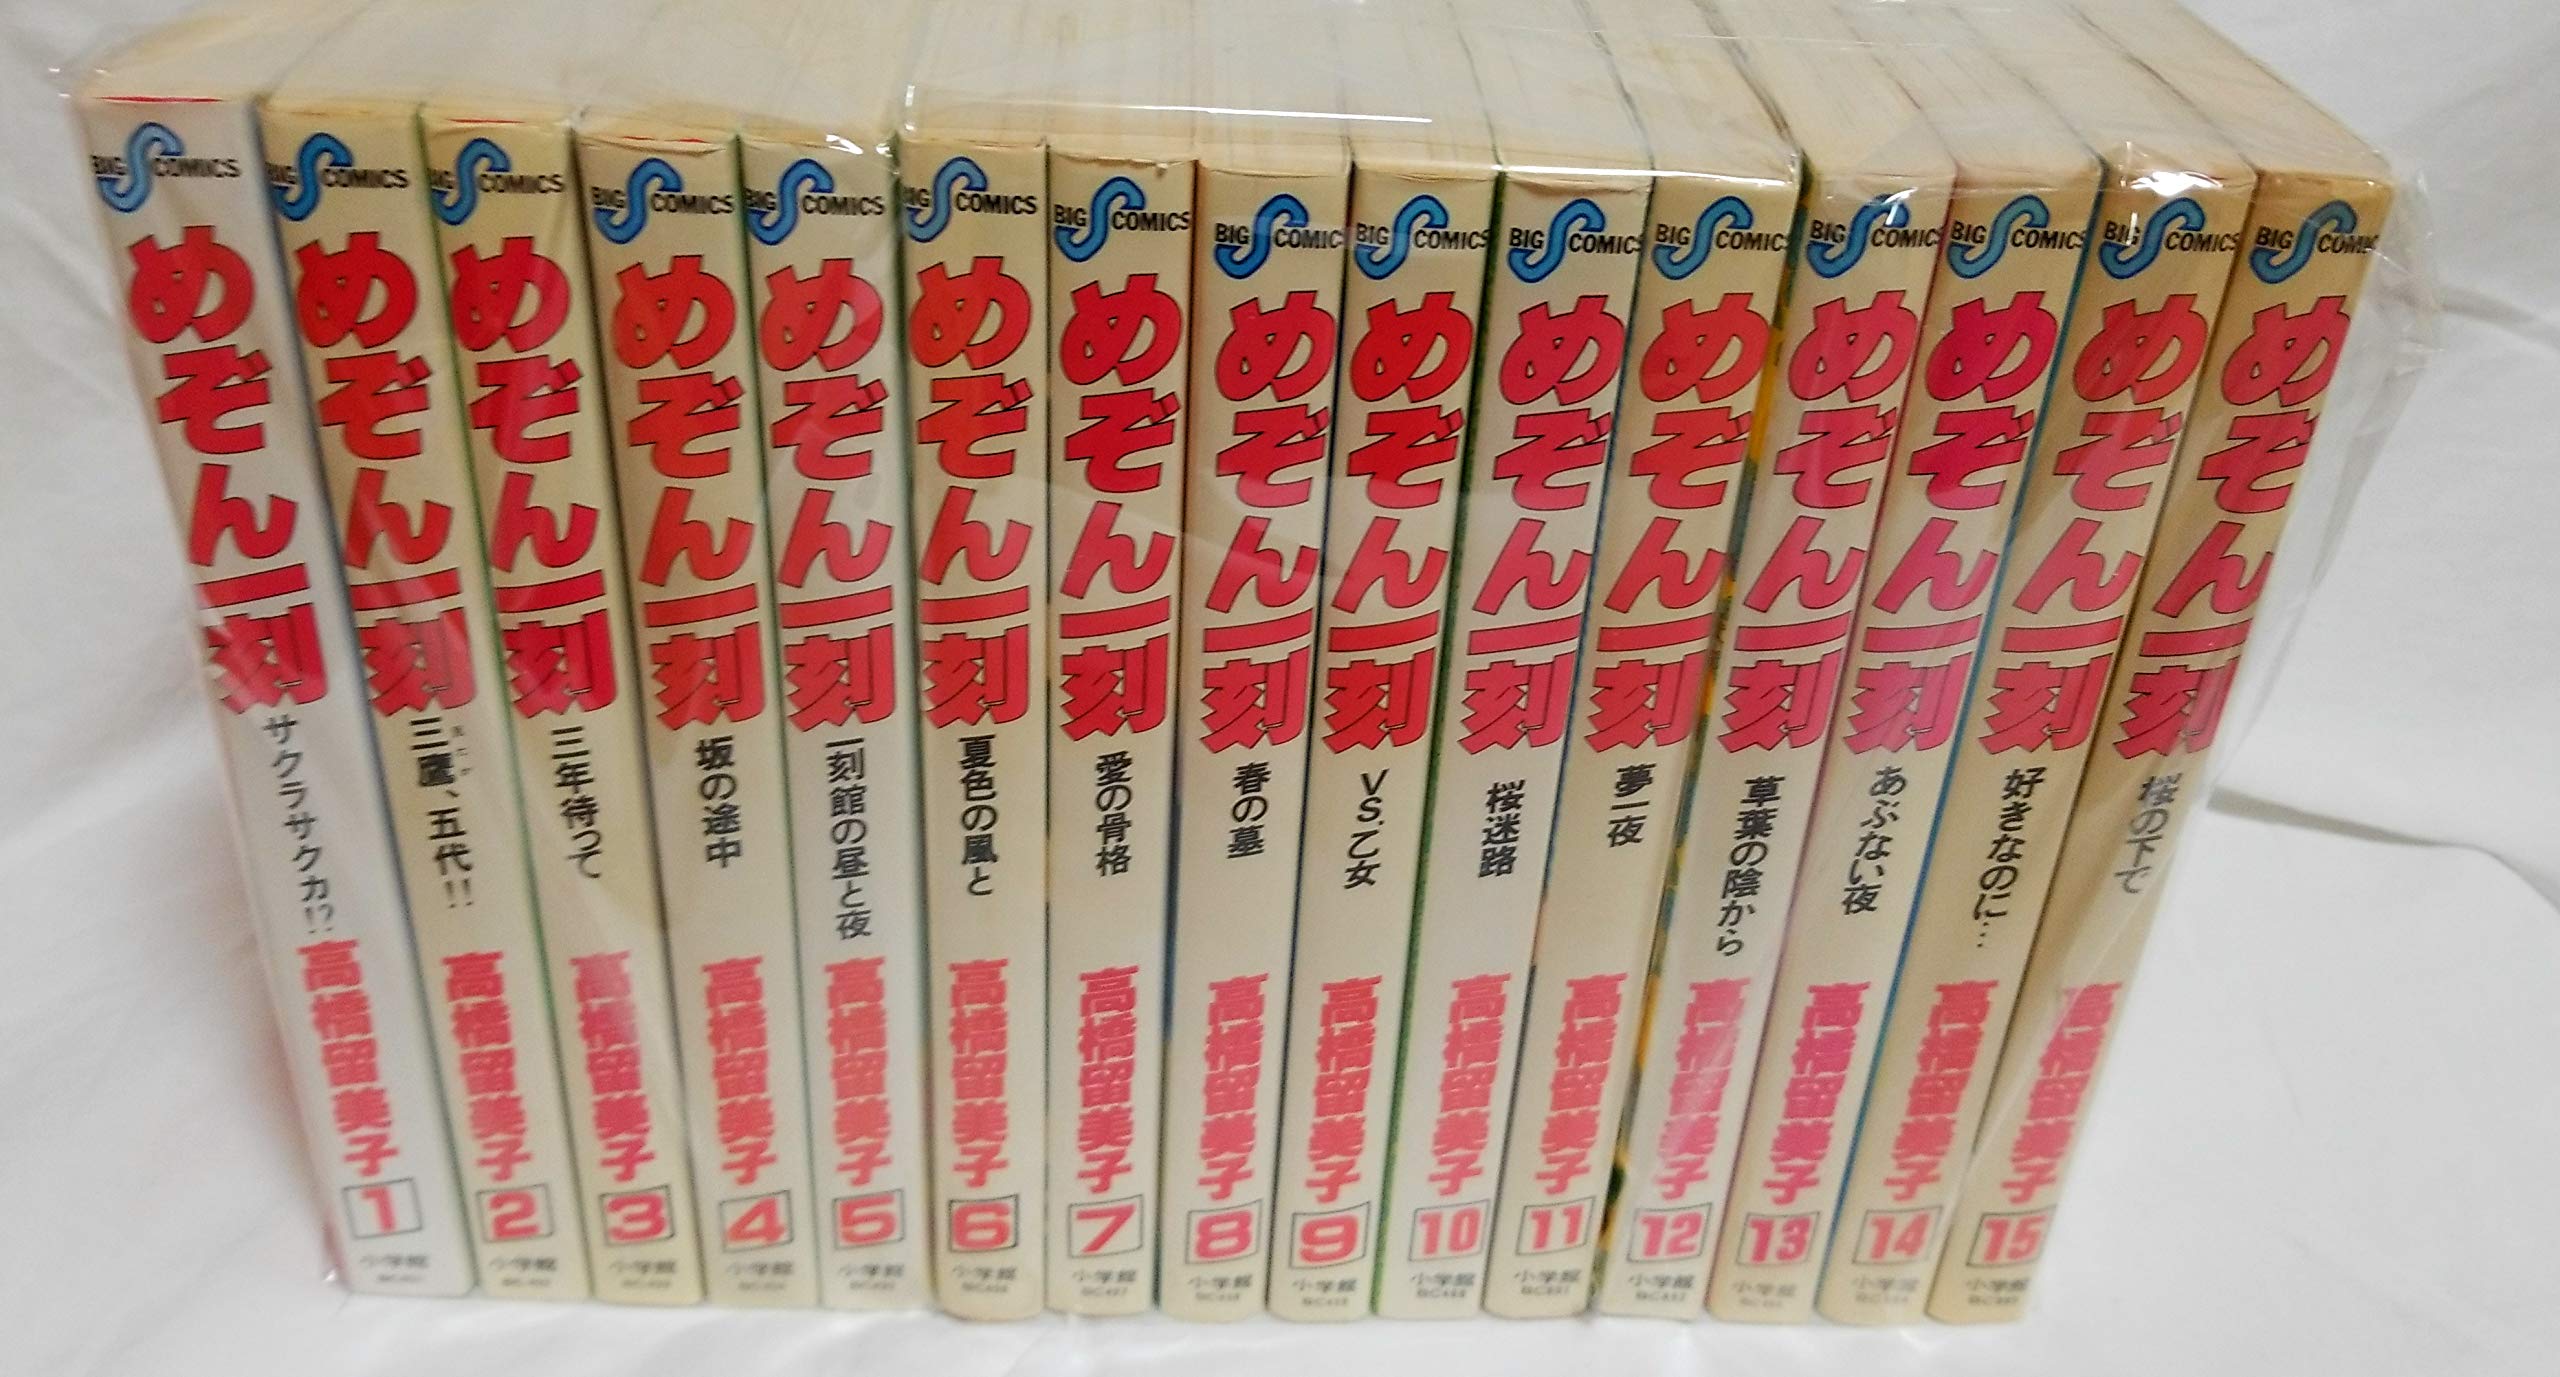 BIG COMICS
めぞん一刻
サクラサクカ!?
高橋留美子
1
小学館
BIG COMICS
めぞん一刻
三鷹、五代!!
高橋留美子
2
小学館
BIG COMICS
めぞん一刻
三年待って
高橋留美子
3
小学館
BIG COMICS
めぞん一刻
坂の途中
高橋留美子
4
小学館
BIG COMICS
めぞん一刻
一刻館の昼と夜
高橋留美子
5
小学館
BIG COMICS
めぞん一刻
夏色の風と
高橋留美子
6
小学館
BIG COMICS
めぞん一刻
愛の骨格
高橋留美子
7
小学館
BIG COMICS
めぞん一刻
春の墓
高橋留美子
8
小学館
BIG COMICS
めぞん一刻
VS.乙女
高橋留美子
9
小学館
BIG COMICS
めぞん一刻
桜迷路
高橋留美子
10
小学館
BIG COMICS
めぞん一刻
夢一夜
高橋留美子
11
小学館
BIG COMICS
めぞん一刻
草葉の陰から
高橋留美子
12
小学館
BIG COMICS
めぞん一刻
あぶない夜
高橋留美子
13
小学館
BIG COMICS
めぞん一刻
好きなのに…
高橋留美子
14
小学館
BIG COMICS
めぞん一刻
桜の下で
高橋留美子
15
小学館